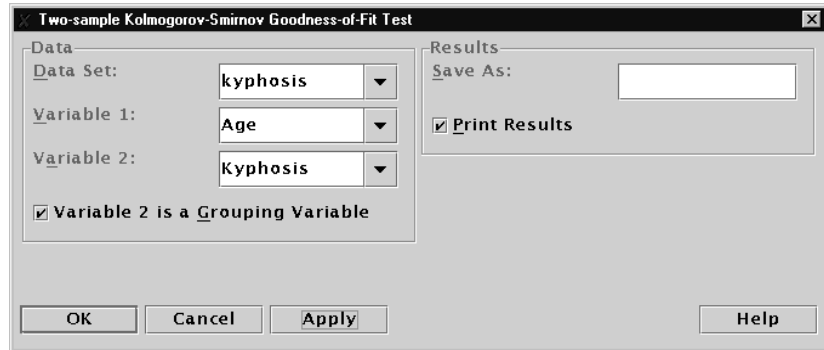 Two-sample Kolmogorov-Smirnov Goodness-of-Fit Test
Data
Data Set:
kyphosis
Variable 1:
Age
Variable 2:
Kyphosis
Variable 2 is a Grouping Variable
Results
Save As:
Print Results
OK
Cancel
Apply
Help